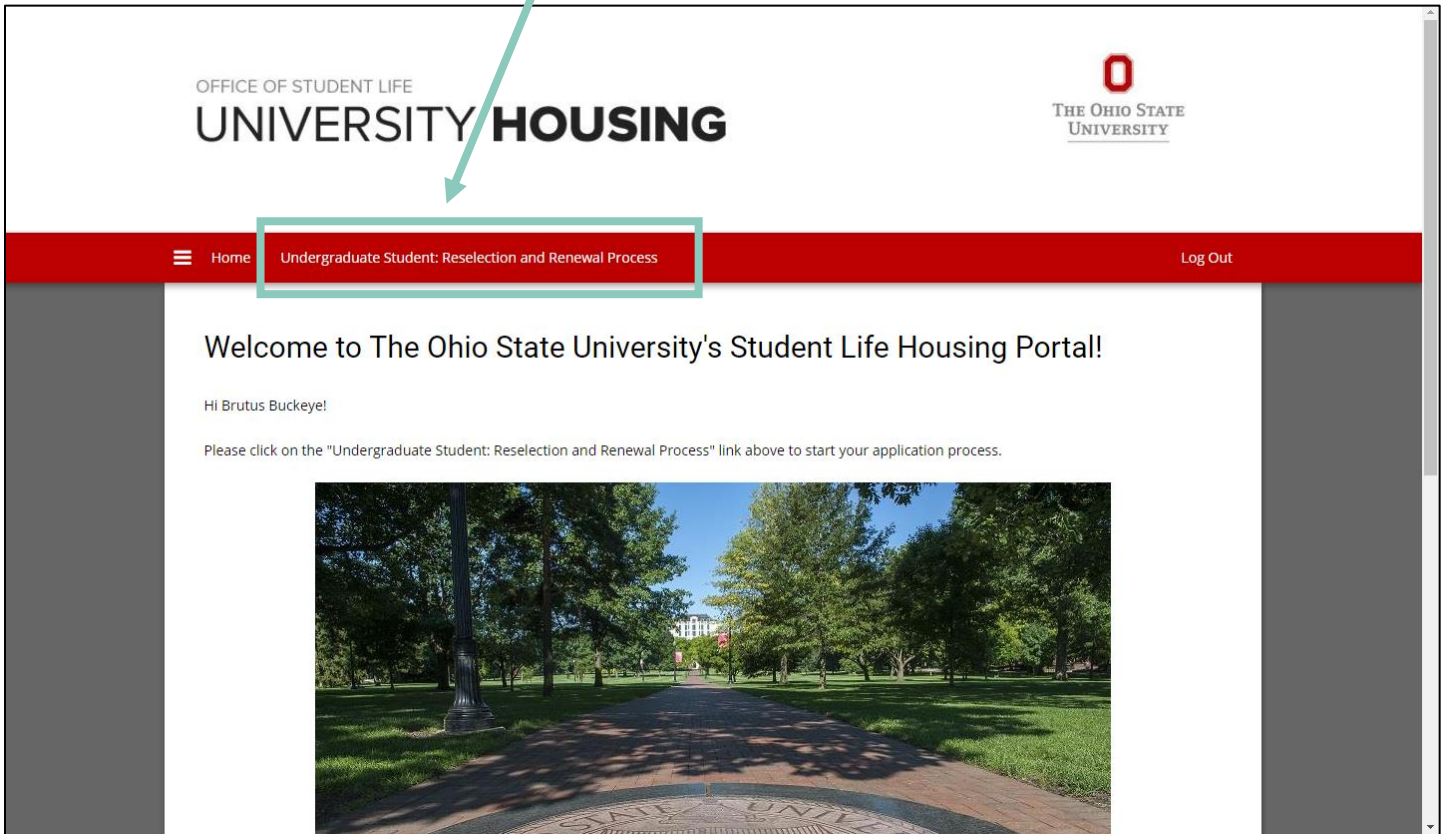 OFFICE OF STUDENT LIFE
UNIVERSITY HOUSING
THE OHIO STATE
UNIVERSITY
Home
Undergraduate Student: Reselection and Renewal Process
Log Out
Welcome to The Ohio State University's Student Life Housing Portal!
Hi Brutus Buckeye!
Please click on the "Undergraduate Student: Reselection and Renewal Process" link above to start your application process.
STATE UNIVE